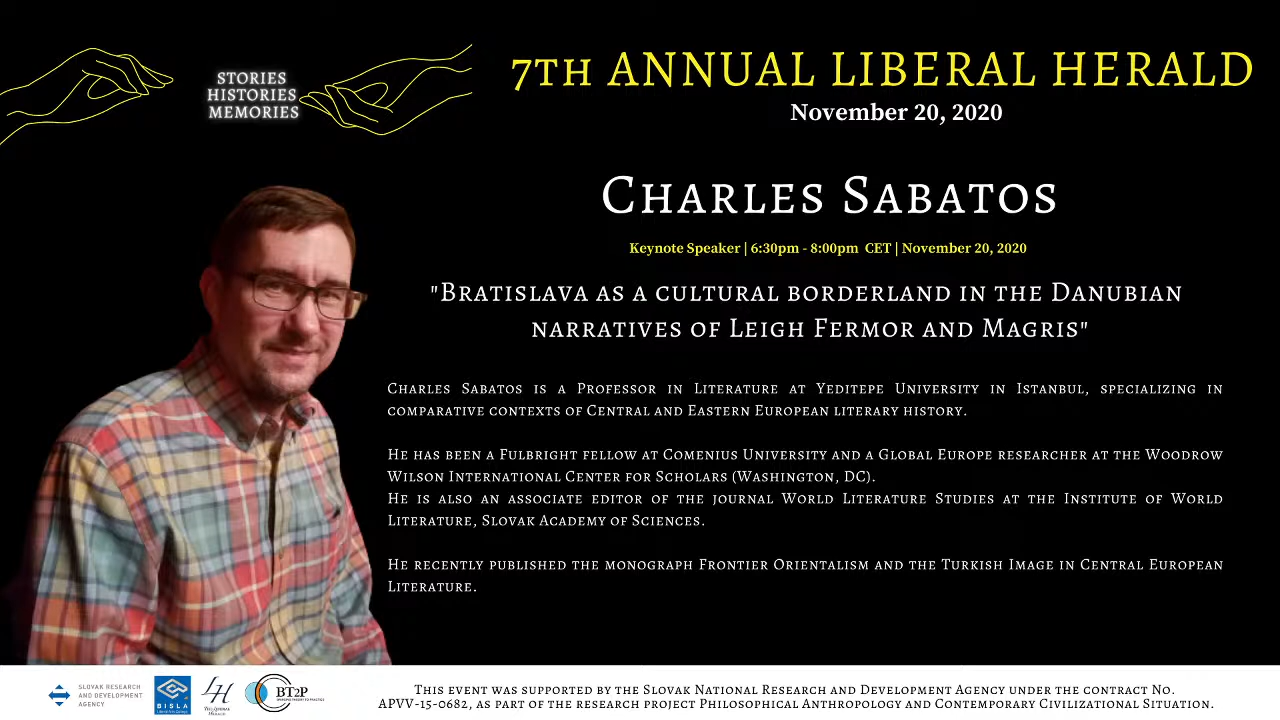 STORIES
HISTORIES
MEMORIES
7TH ANNUAL LIBERAL HERALD
November 20, 2020
CHARLES SABATOS
Keynote Speaker | 6:30pm - 8:00pm CET | November 20, 2020
"BRATISLAVA AS A CULTURAL BORDERLAND IN THE DANUBIAN
NARRATIVES OF LEIGH FERMOR AND MAGRIS"
CHARLES SABATOS IS A PROFESSOR IN LITERATURE AT YEDITEPE UNIVERSITY IN ISTANBUL, SPECIALIZING IN
COMPARATIVE CONTEXTS OF CENTRAL AND EASTERN EUROPEAN LITERARY HISTORY.
HE HAS BEEN A FULBRIGHT FELLOW AT COMENIUS UNIVERSITY AND A GLOBAL EUROPE RESEARCHER AT THE WOODROW
WILSON INTERNATIONAL CENTER FOR SCHOLARS (WASHINGTON, DC).
HE IS ALSO AN ASSOCIATE EDITOR OF THE JOURNAL WORLD LITERATURE STUDIES AT THE INSTITUTE OF WORLD
LITERATURE, SLOVAK ACADEMY OF SCIENCES.
HE RECENTLY PUBLISHED THE MONOGRAPH FRONTIER ORIENTALISM AND THE TURKISH IMAGE IN CENTRAL EUROPEAN
LITERATURE.
SLOVAK RESEARCH
AND DEVELOPMENT
AGENCY
BISLA
LH
BT2P
THIS EVENT WAS SUPPORTED BY THE SLOVAK NATIONAL RESEARCH AND DEVELOPMENT AGENCY UNDER THE CONTRACT NO.
APVV-15-0682, AS PART OF THE RESEARCH PROJECT PHILOSOPHICAL ANTHROPOLOGY AND CONTEMPORARY CIVILIZATIONAL SITUATION.